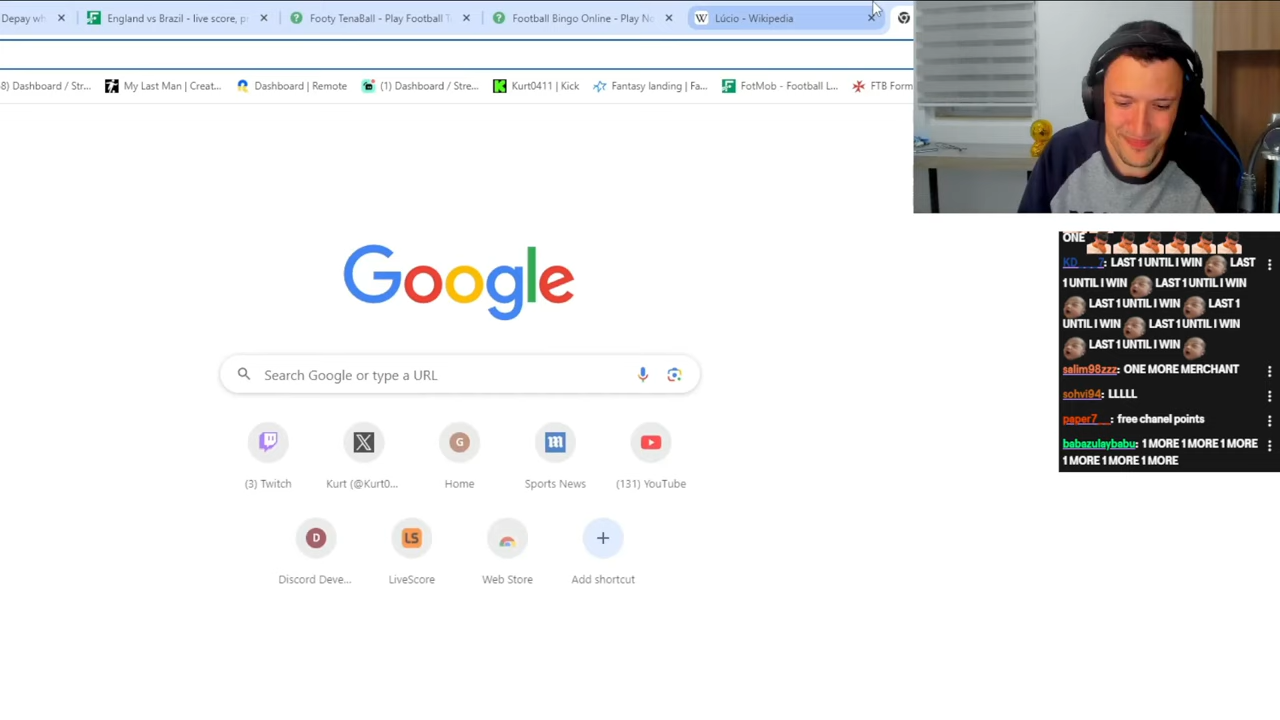 Depay wh
England vs Brazil - live score, p
Footy TenaBall - Play Football T
Football Bingo Online - Play No
Lúcio - Wikipedia
8) Dashboard / Stre...
My Last Man | Creat...
Dashboard | Remote
(1) Dashboard / Stre...
Kurt0411 | Kick
Fantasy landing | Fa...
FotMob - Football L...
FTB Form
Google
Search Google or type a URL
(3) Twitch
Kurt (@Kurt0...
G
Home
Sports News
(131) YouTube
D
Discord Deve...
LS
LiveScore
Web Store
Add shortcut
ONE
KD___7: LAST 1 UNTIL I WIN LAST
1 UNTIL I WIN LAST 1 UNTIL I WIN
LAST 1 UNTIL I WIN LAST 1
UNTIL I WIN LAST 1 UNTIL I WIN
LAST 1 UNTIL I WIN
salim98zzz: ONE MORE MERCHANT
sohvi94: LLLLL
paper7__: free chanel points
babazulaybabu: 1 MORE 1 MORE 1 MORE
1 MORE 1 MORE 1 MORE